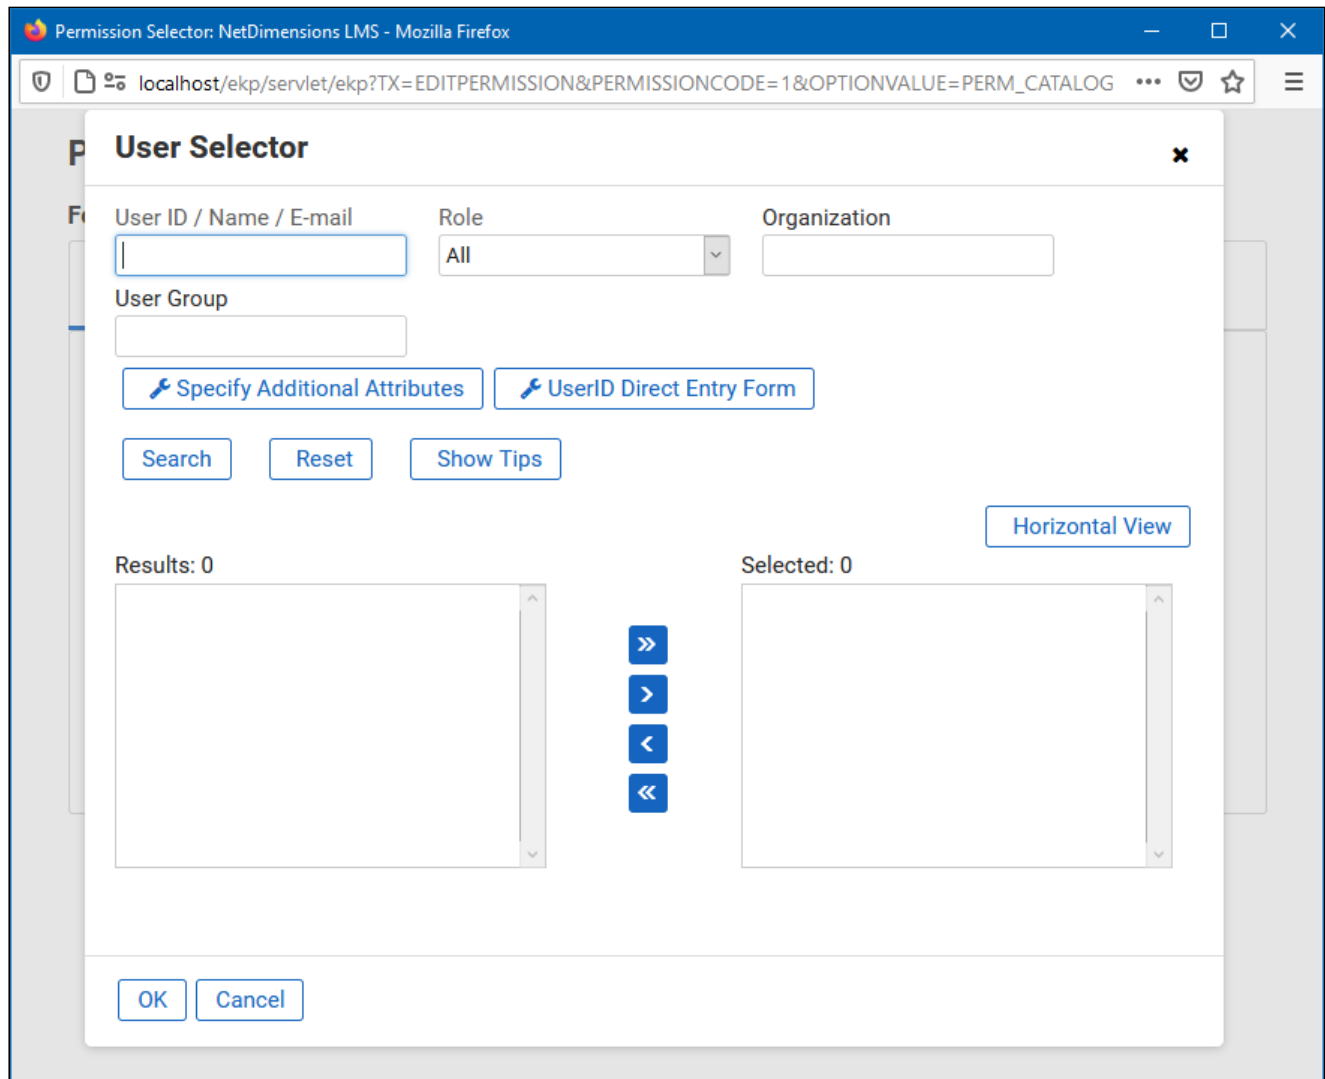 Permission Selector: NetDimensions LMS - Mozilla Firefox
localhost/ekp/servlet/ekp?TX=EDITPERMISSION&PERMISSIONCODE=1&OPTIONVALUE=PERM_CATALOG
User Selector
User ID / Name / E-mail
Role
Organization
All
User Group
Specify Additional Attributes
UserID Direct Entry Form
Search
Reset
Show Tips
Horizontal View
Results: 0
Selected: 0
OK
Cancel